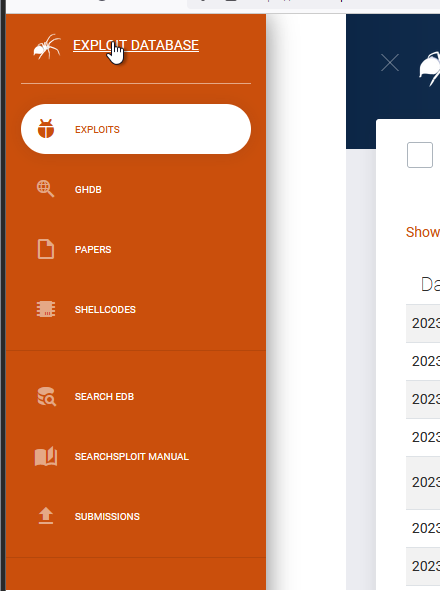 EXPLOIT DATABASE
EXPLOITS
GHDB
PAPERS
SHELLCODES
SEARCH EDB
SEARCHSPLOIT MANUAL
SUBMISSIONS
Show
Da
2023
2023
2023
2023
2023
2023
2023